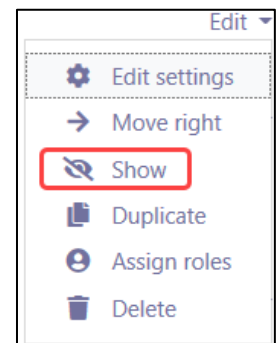 Edit
Edit settings
Move right
Show
Duplicate
Assign roles
Delete